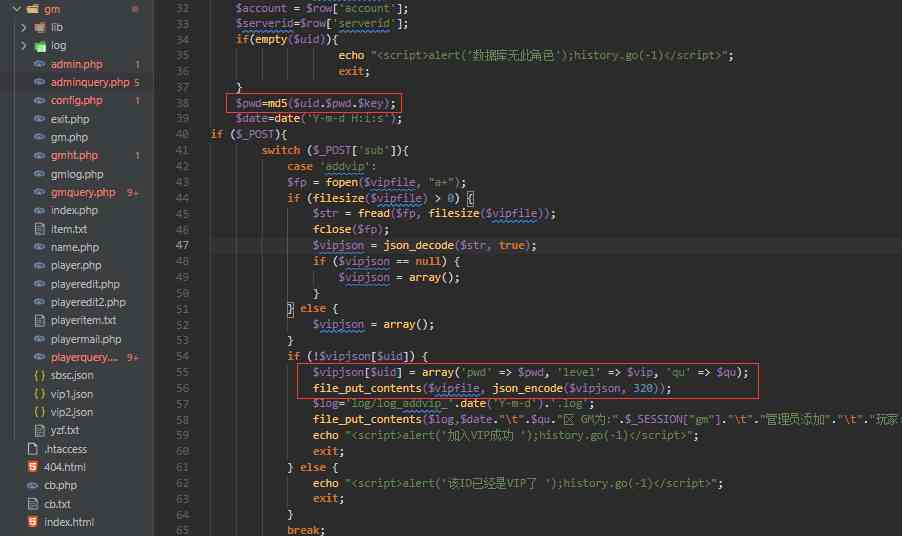 gm
lib
log
admin.php 1
adminquery.php 5
config.php 1
exit.php
gm.php
gmht.php 1
gmlog.php
gmquery.php 9+
index.php
item.txt
name.php
player.php
playeredit.php
playeredit2.php
playeritem.txt
playermail.php
playerquery.... 9+
sbsc.json
vip1.json
vip2.json
yzf.txt
.htaccess
404.html
cb.php
cb.txt
index.html
32 $account = $row['account'];
33 $serverid=$row['serverid'];
34 if(empty($uid)){
35 echo "<script>alert('数据库无此角色');history.go(-1)</script>";
36 exit;
37 }
38 $pwd=md5($uid.$pwd.$key);
39 $date=date('Y-m-d H:i:s');
40 if ($_POST){
41 switch ($_POST['sub']){
42 case 'addvip':
43 $fp = fopen($vipfile, "a+");
44 if (filesize($vipfile) > 0) {
45 $str = fread($fp, filesize($vipfile));
46 fclose($fp);
47 $vipjson = json_decode($str, true);
48 if ($vipjson == null) {
49 $vipjson = array();
50 }
51 } else {
52 $vipjson = array();
53 }
54 if (!$vipjson[$uid]) {
55 $vipjson[$uid] = array('pwd' => $pwd, 'level' => $vip, 'qu' => $qu);
56 file_put_contents($vipfile, json_encode($vipjson, 320));
57 $log='log/log_addvip_'.date('Y-m-d').'.log';
58 file_put_contents($log,$date."\t".$qu."区 GM为:".$_SESSION["gm"]."\t"."管理员添加"."\t"."玩家
59 echo "<script>alert('加入VIP成功 ');history.go(-1)</script>";
60 exit;
61 } else {
62 echo "<script>alert('该ID已经是VIP了 ');history.go(-1)</script>";
63 exit;
64 }
65 break;